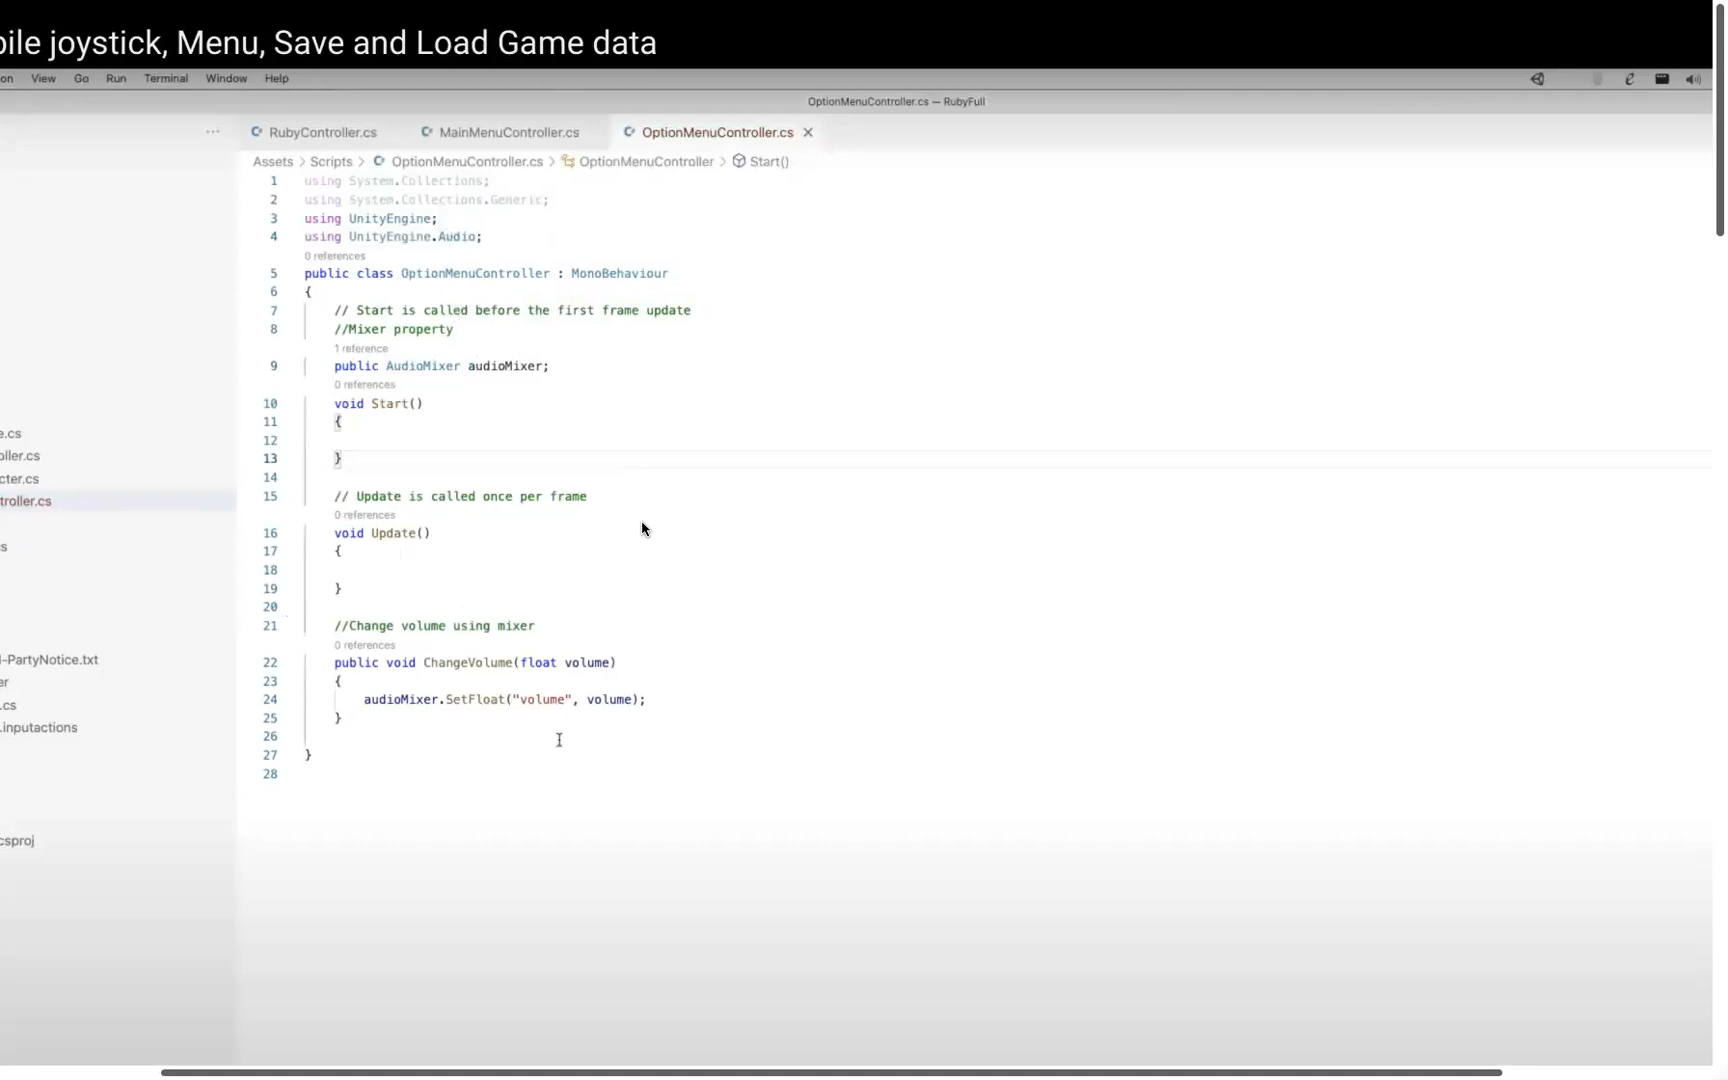 joystick, Menu, Save and Load Game data
View Go Run Terminal Window Help
OptionMenuController.cs — RubyFull
··· RubyController.cs MainMenuController.cs OptionMenuController.cs ×
Assets > Scripts > OptionMenuController.cs > OptionMenuController > Start()
1 using System.Collections;
2 using System.Collections.Generic;
3 using UnityEngine;
4 using UnityEngine.Audio;
0 references
5 public class OptionMenuController : MonoBehaviour
6 {
7 // Start is called before the first frame update
8 //Mixer property
1 reference
9 public AudioMixer audioMixer;
0 references
10 void Start()
11 {
12
13 }
14
15 // Update is called once per frame
0 references
16 void Update()
17 {
18
19 }
20
21 //Change volume using mixer
0 references
22 public void ChangeVolume(float volume)
23 {
24 audioMixer.SetFloat("volume", volume);
25 }
26
27 }
28
e.cs
oller.cs
cter.cs
troller.cs
s
-PartyNotice.txt
er
.cs
.inputactions
csproj